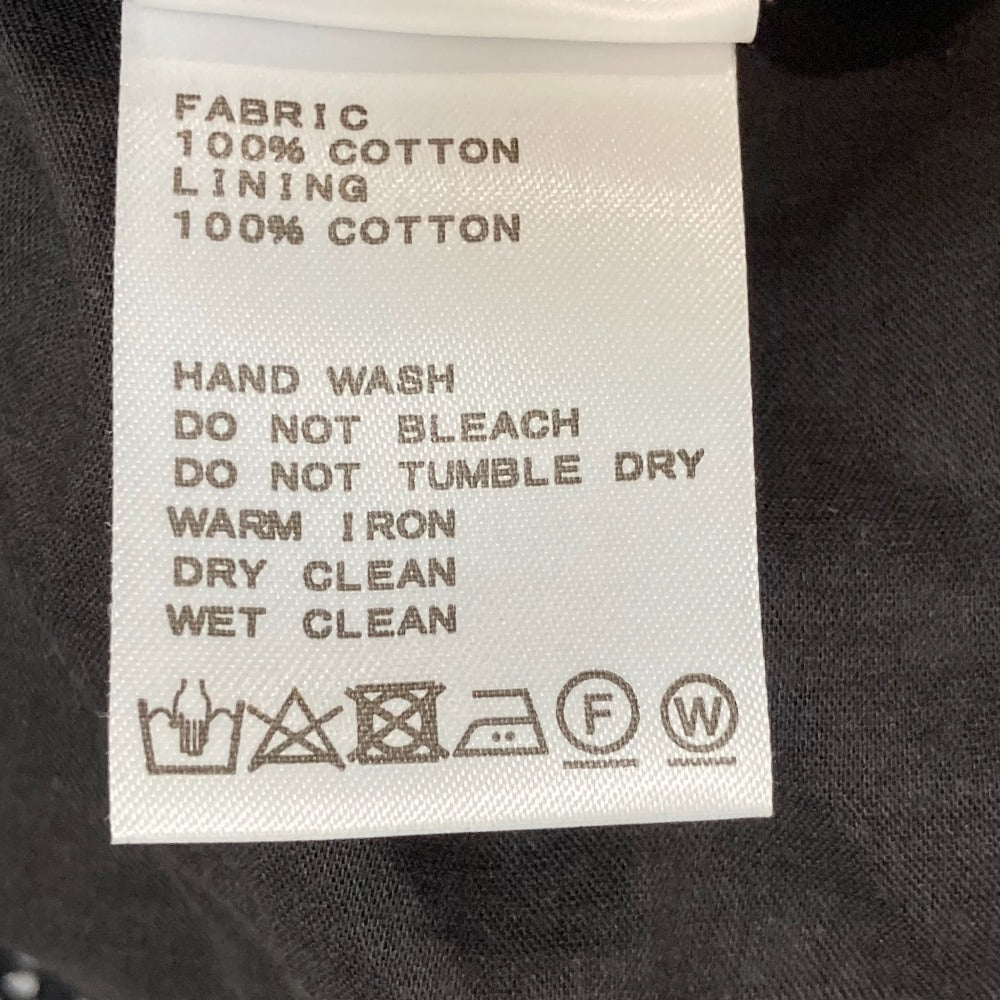 FABRIC
100% COTTON
LINING
100% COTTON
HAND WASH
DO NOT BLEACH
DO NOT TUMBLE DRY
WARM IRON
DRY CLEAN
WET CLEAN
F W